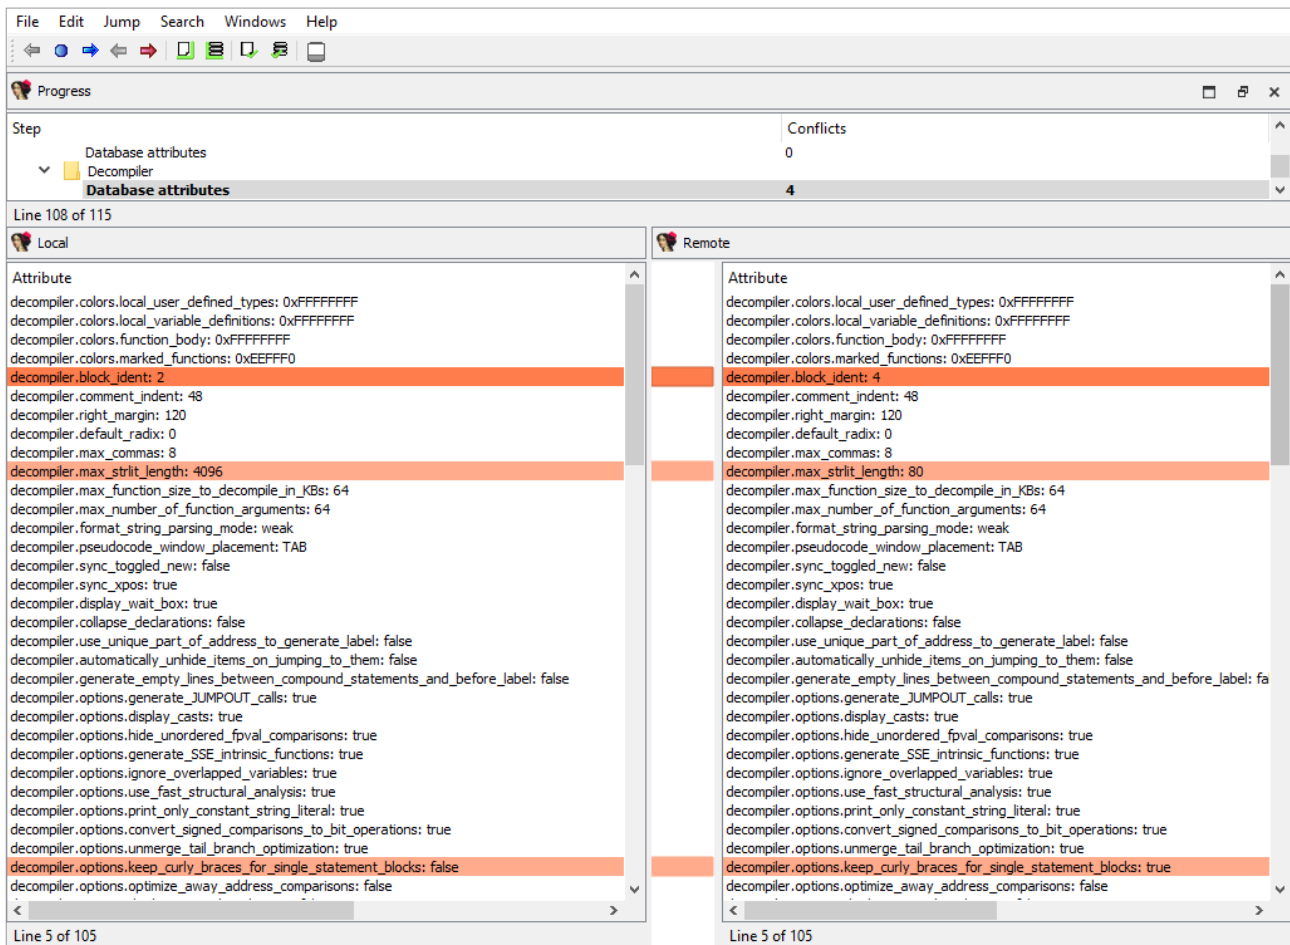 File Edit Jump Search Windows Help
Progress
Step Conflicts
Database attributes 0
Decompiler
Database attributes 4
Line 108 of 115
Local
Attribute
decompiler.colors.local_user_defined_types: 0xFFFFFFFF
decompiler.colors.local_variable_definitions: 0xFFFFFFFF
decompiler.colors.function_body: 0xFFFFFFFF
decompiler.colors.marked_functions: 0xEEFFF0
decompiler.block_ident: 2
decompiler.comment_indent: 48
decompiler.right_margin: 120
decompiler.default_radix: 0
decompiler.max_commas: 8
decompiler.max_strlit_length: 4096
decompiler.max_function_size_to_decompile_in_KBs: 64
decompiler.max_number_of_function_arguments: 64
decompiler.format_string_parsing_mode: weak
decompiler.pseudocode_window_placement: TAB
decompiler.sync_toggled_new: false
decompiler.sync_xpos: true
decompiler.display_wait_box: true
decompiler.collapse_declarations: false
decompiler.use_unique_part_of_address_to_generate_label: false
decompiler.automatically_unhide_items_on_jumping_to_them: false
decompiler.generate_empty_lines_between_compound_statements_and_before_label: false
decompiler.options.generate_JUMPOUT_calls: true
decompiler.options.display_casts: true
decompiler.options.hide_unordered_fpval_comparisons: true
decompiler.options.generate_SSE_intrinsic_functions: true
decompiler.options.ignore_overlapped_variables: true
decompiler.options.use_fast_structural_analysis: true
decompiler.options.print_only_constant_string_literal: true
decompiler.options.convert_signed_comparisons_to_bit_operations: true
decompiler.options.unmerge_tail_branch_optimization: true
decompiler.options.keep_curly_braces_for_single_statement_blocks: false
decompiler.options.optimize_away_address_comparisons: false
Line 5 of 105
Remote
Attribute
decompiler.colors.local_user_defined_types: 0xFFFFFFFF
decompiler.colors.local_variable_definitions: 0xFFFFFFFF
decompiler.colors.function_body: 0xFFFFFFFF
decompiler.colors.marked_functions: 0xEEFFF0
decompiler.block_ident: 4
decompiler.comment_indent: 48
decompiler.right_margin: 120
decompiler.default_radix: 0
decompiler.max_commas: 8
decompiler.max_strlit_length: 80
decompiler.max_function_size_to_decompile_in_KBs: 64
decompiler.max_number_of_function_arguments: 64
decompiler.format_string_parsing_mode: weak
decompiler.pseudocode_window_placement: TAB
decompiler.sync_toggled_new: false
decompiler.sync_xpos: true
decompiler.display_wait_box: true
decompiler.collapse_declarations: false
decompiler.use_unique_part_of_address_to_generate_label: false
decompiler.automatically_unhide_items_on_jumping_to_them: false
decompiler.generate_empty_lines_between_compound_statements_and_before_label: fa
decompiler.options.generate_JUMPOUT_calls: true
decompiler.options.display_casts: true
decompiler.options.hide_unordered_fpval_comparisons: true
decompiler.options.generate_SSE_intrinsic_functions: true
decompiler.options.ignore_overlapped_variables: true
decompiler.options.use_fast_structural_analysis: true
decompiler.options.print_only_constant_string_literal: true
decompiler.options.convert_signed_comparisons_to_bit_operations: true
decompiler.options.unmerge_tail_branch_optimization: true
decompiler.options.keep_curly_braces_for_single_statement_blocks: true
decompiler.options.optimize_away_address_comparisons: false
Line 5 of 105